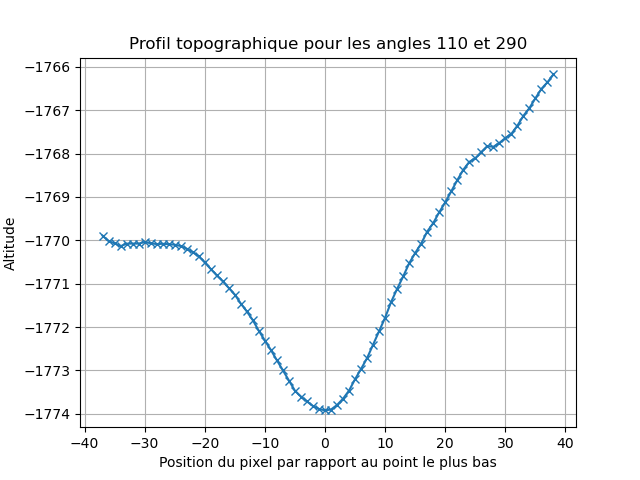 Profil topographique pour les angles 110 et 290
−1766
−1767
−1768
−1769
−1770
−1771
−1772
−1773
−1774
Altitude
−40 −30 −20 −10 0 10 20 30 40
Position du pixel par rapport au point le plus bas